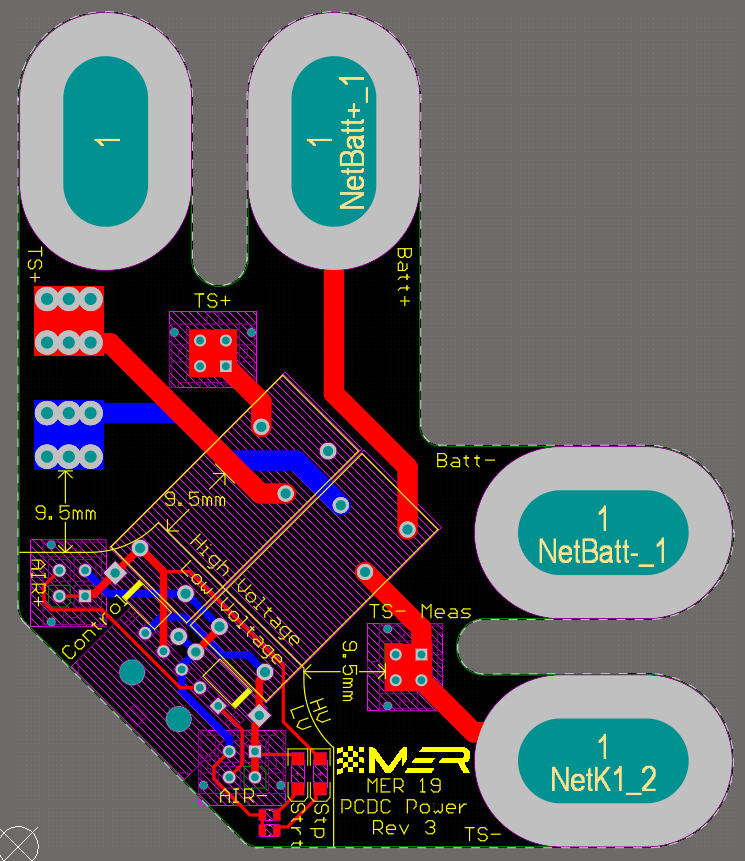 1
1
NetBatt+_1
TS+
Batt+
TS+
Batt-
9.5mm
9.5mm
1
NetBatt-_1
High Voltage
Low Voltage
AIR+
Control
TS- Meas
9.5mm
HV
LV
MER
1
NetK1_2
MER 19
PCDC Power
Rev 3
AIR-
Strt
Stp
TS-